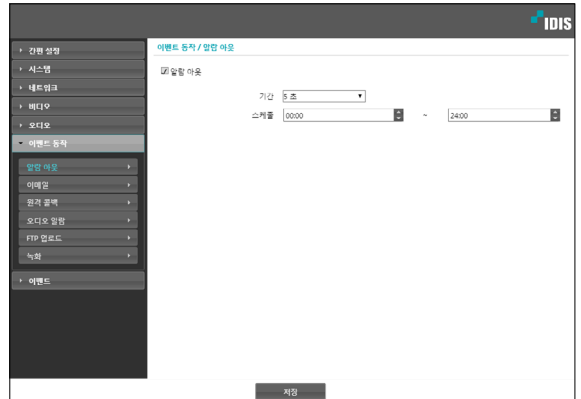 IDIS
간편 설정
시스템
네트워크
비디오
오디오
이벤트 동작
알람 아웃
이메일
원격 콜백
오디오 알람
FTP 업로드
녹화
이벤트
이벤트 동작 / 알람 아웃
알람 아웃
기간 5 초
스케줄 00:00 ~ 24:00
저장